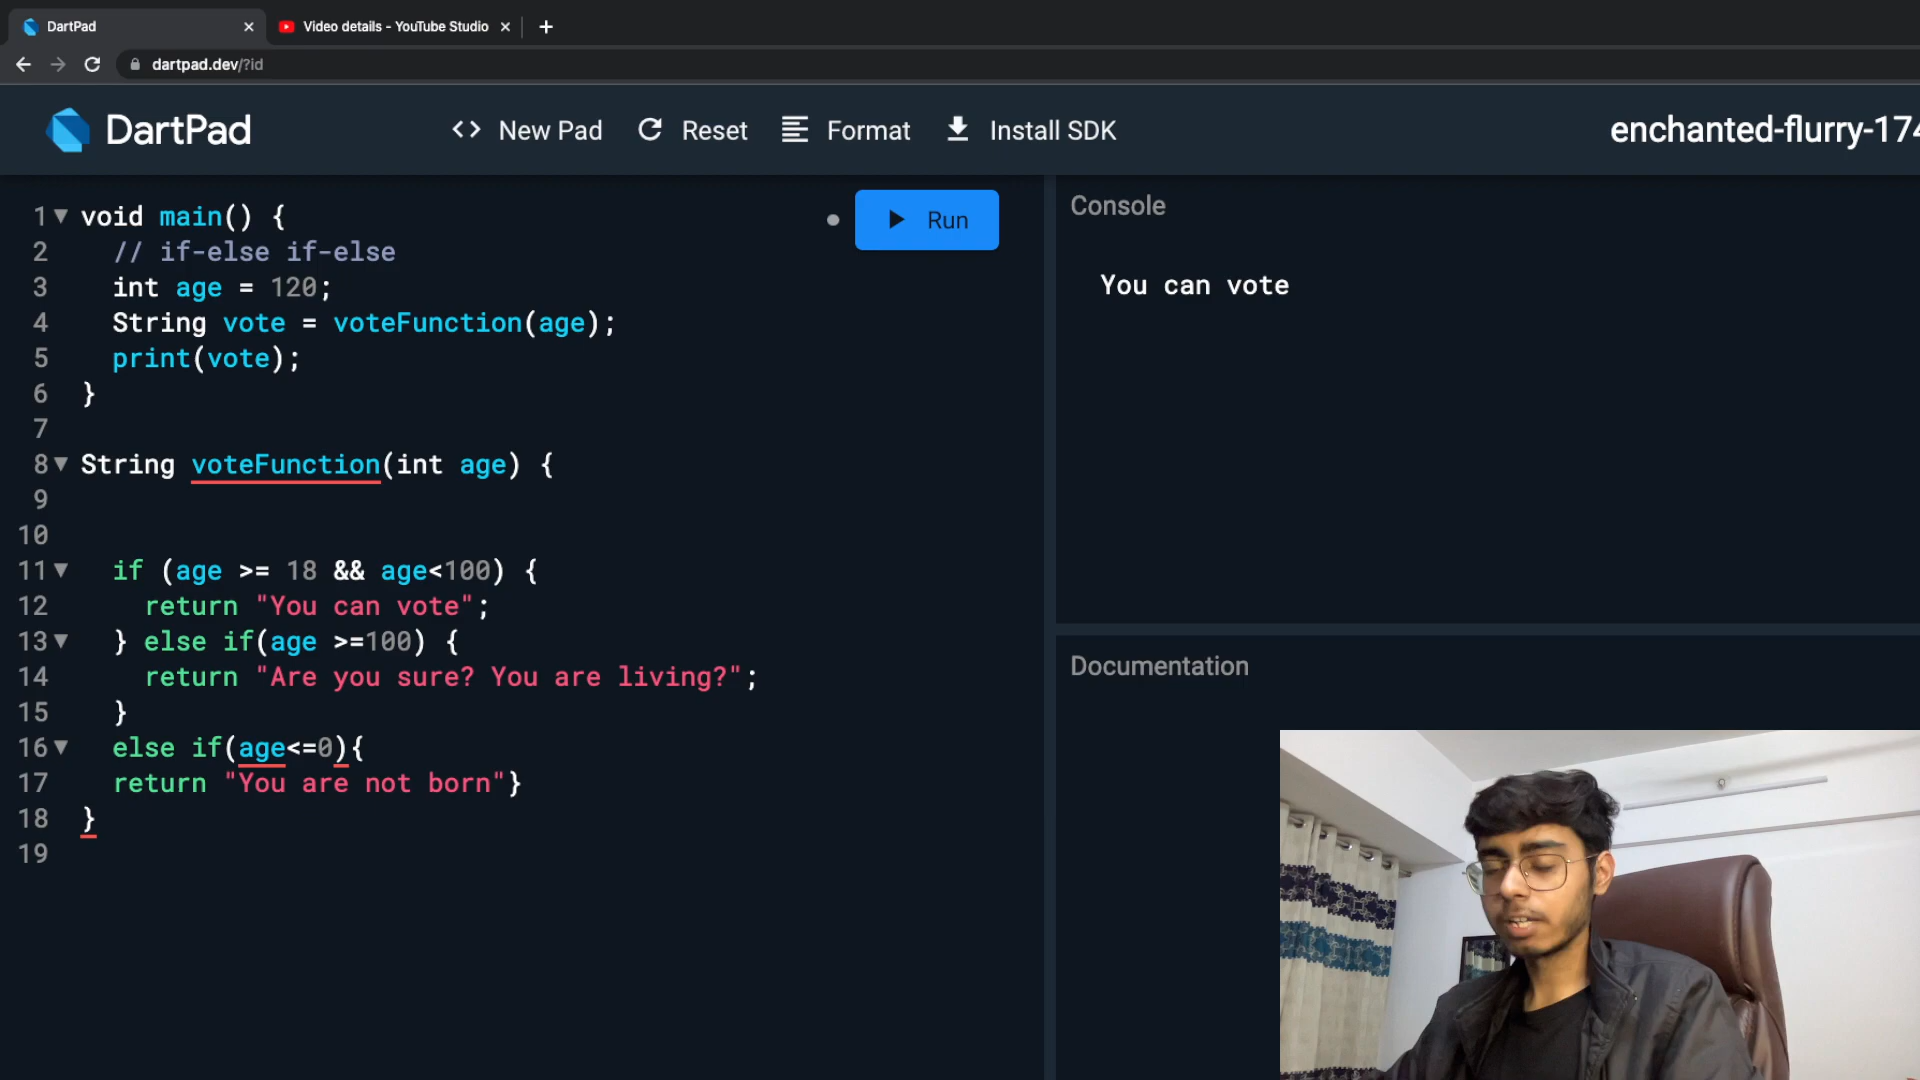 DartPad
Video details - YouTube Studio
dartpad.dev/?id
DartPad
<> New Pad
Reset
Format
Install SDK
enchanted-flurry-174
1 void main() {
2 // if-else if-else
3 int age = 120;
4 String vote = voteFunction(age);
5 print(vote);
6 }
7
8 String voteFunction(int age) {
9
10
11 if (age >= 18 && age<100) {
12 return "You can vote";
13 } else if(age >=100) {
14 return "Are you sure? You are living?";
15 }
16 else if(age<=0){
17 return "You are not born"}
18 }
19
Run
Console
You can vote
Documentation